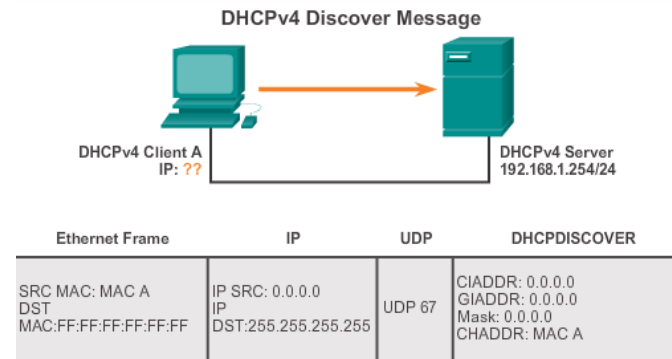 DHCPv4 Discover Message
DHCPv4 Client A
IP: ??
DHCPv4 Server
192.168.1.254/24
Ethernet Frame
IP
UDP
DHCPDISCOVER
SRC MAC: MAC A
DST
MAC:FF:FF:FF:FF:FF:FF
IP SRC: 0.0.0.0
IP
DST:255.255.255.255
UDP 67
CIADDR: 0.0.0.0
GIADDR: 0.0.0.0
Mask: 0.0.0.0
CHADDR: MAC A